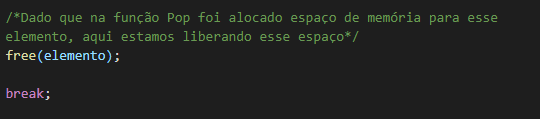 /*Dado que na função Pop foi alocado espaço de memória para esse
elemento, aqui estamos liberando esse espaço*/
free(elemento);
break;